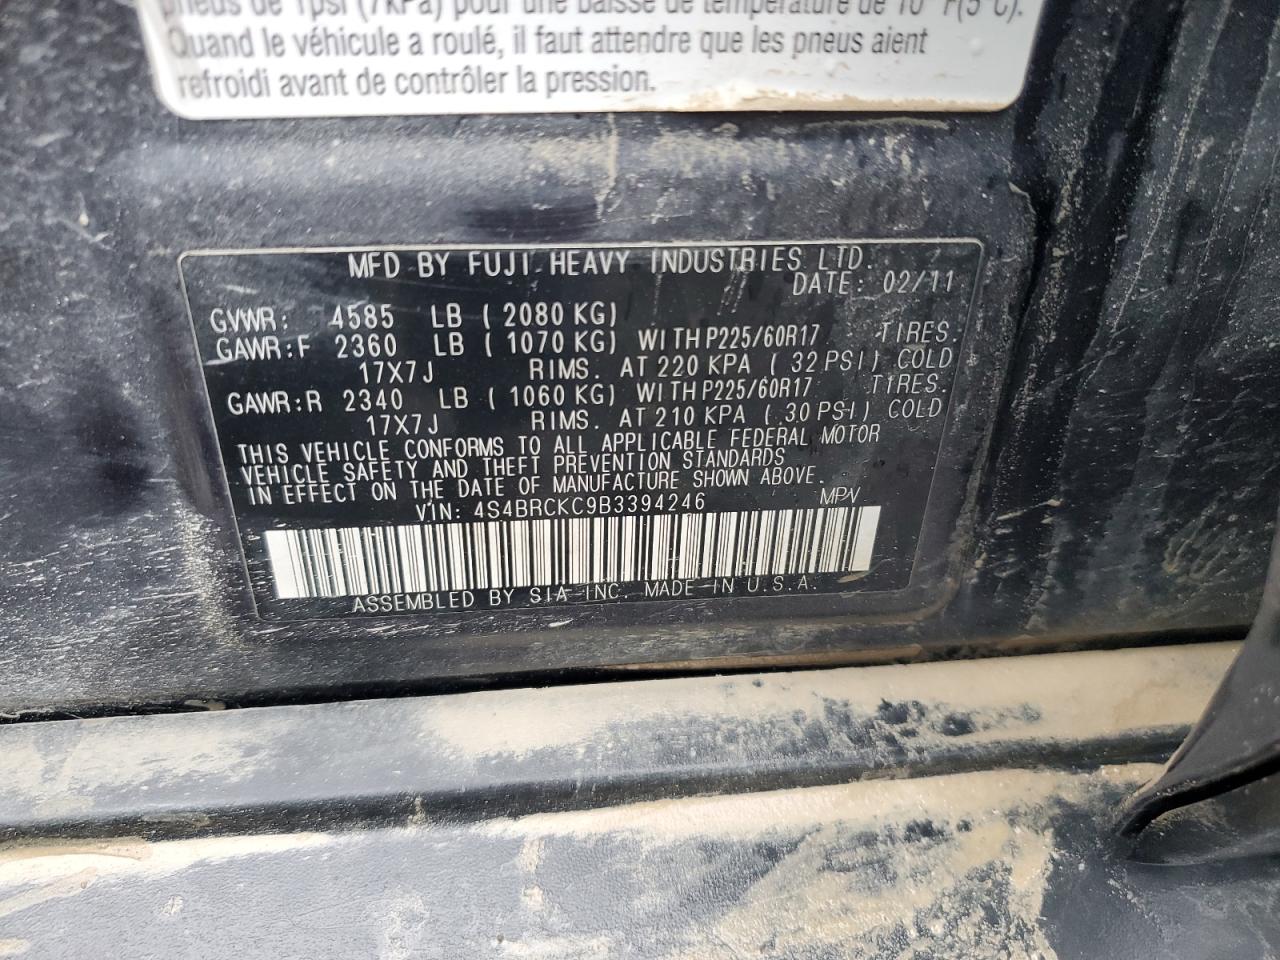 pneus de 1psi (7kPa) pour une baisse de température de 10°F(5°C).
Quand le véhicule a roulé, il faut attendre que les pneus aient
refroidi avant de contrôler la pression.
MFD BY FUJI HEAVY INDUSTRIES LTD.
DATE: 02/11
GVWR: 4585 LB ( 2080 KG)
GAWR:F 2360 LB ( 1070 KG) WITH P225/60R17 TIRES.
17X7J RIMS. AT 220 KPA ( 32 PSI) COLD
GAWR:R 2340 LB ( 1060 KG) WITH P225/60R17 TIRES.
17X7J RIMS. AT 210 KPA ( 30 PSI) COLD
THIS VEHICLE CONFORMS TO ALL APPLICABLE FEDERAL MOTOR
VEHICLE SAFETY AND THEFT PREVENTION STANDARDS
IN EFFECT ON THE DATE OF MANUFACTURE SHOWN ABOVE.
VIN: 4S4BRCKC9B3394246 MPV
ASSEMBLED BY SIA INC. MADE IN U.S.A.